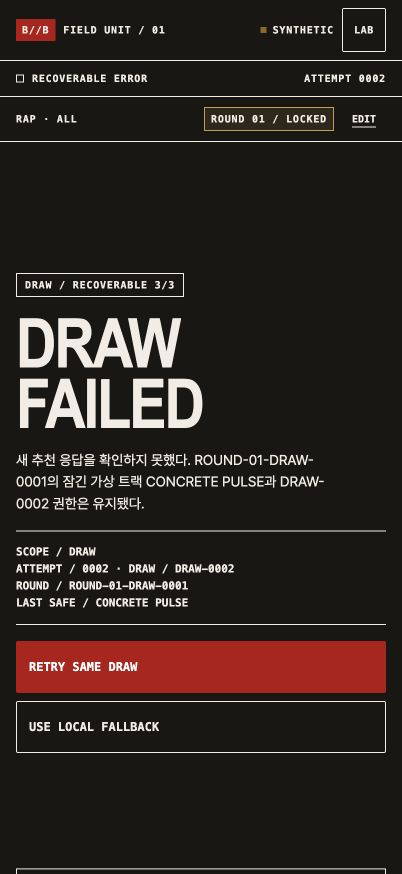 B//B FIELD UNIT / 01 SYNTHETIC LAB
RECOVERABLE ERROR ATTEMPT 0002
RAP · ALL ROUND 01 / LOCKED EDIT
DRAW / RECOVERABLE 3/3
DRAW
FAILED
새 추천 응답을 확인하지 못했다. ROUND-01-DRAW-
0001의 잠긴 가상 트랙 CONCRETE PULSE과 DRAW-
0002 권한은 유지됐다.
SCOPE / DRAW
ATTEMPT / 0002 · DRAW / DRAW-0002
ROUND / ROUND-01-DRAW-0001
LAST SAFE / CONCRETE PULSE
RETRY SAME DRAW
USE LOCAL FALLBACK